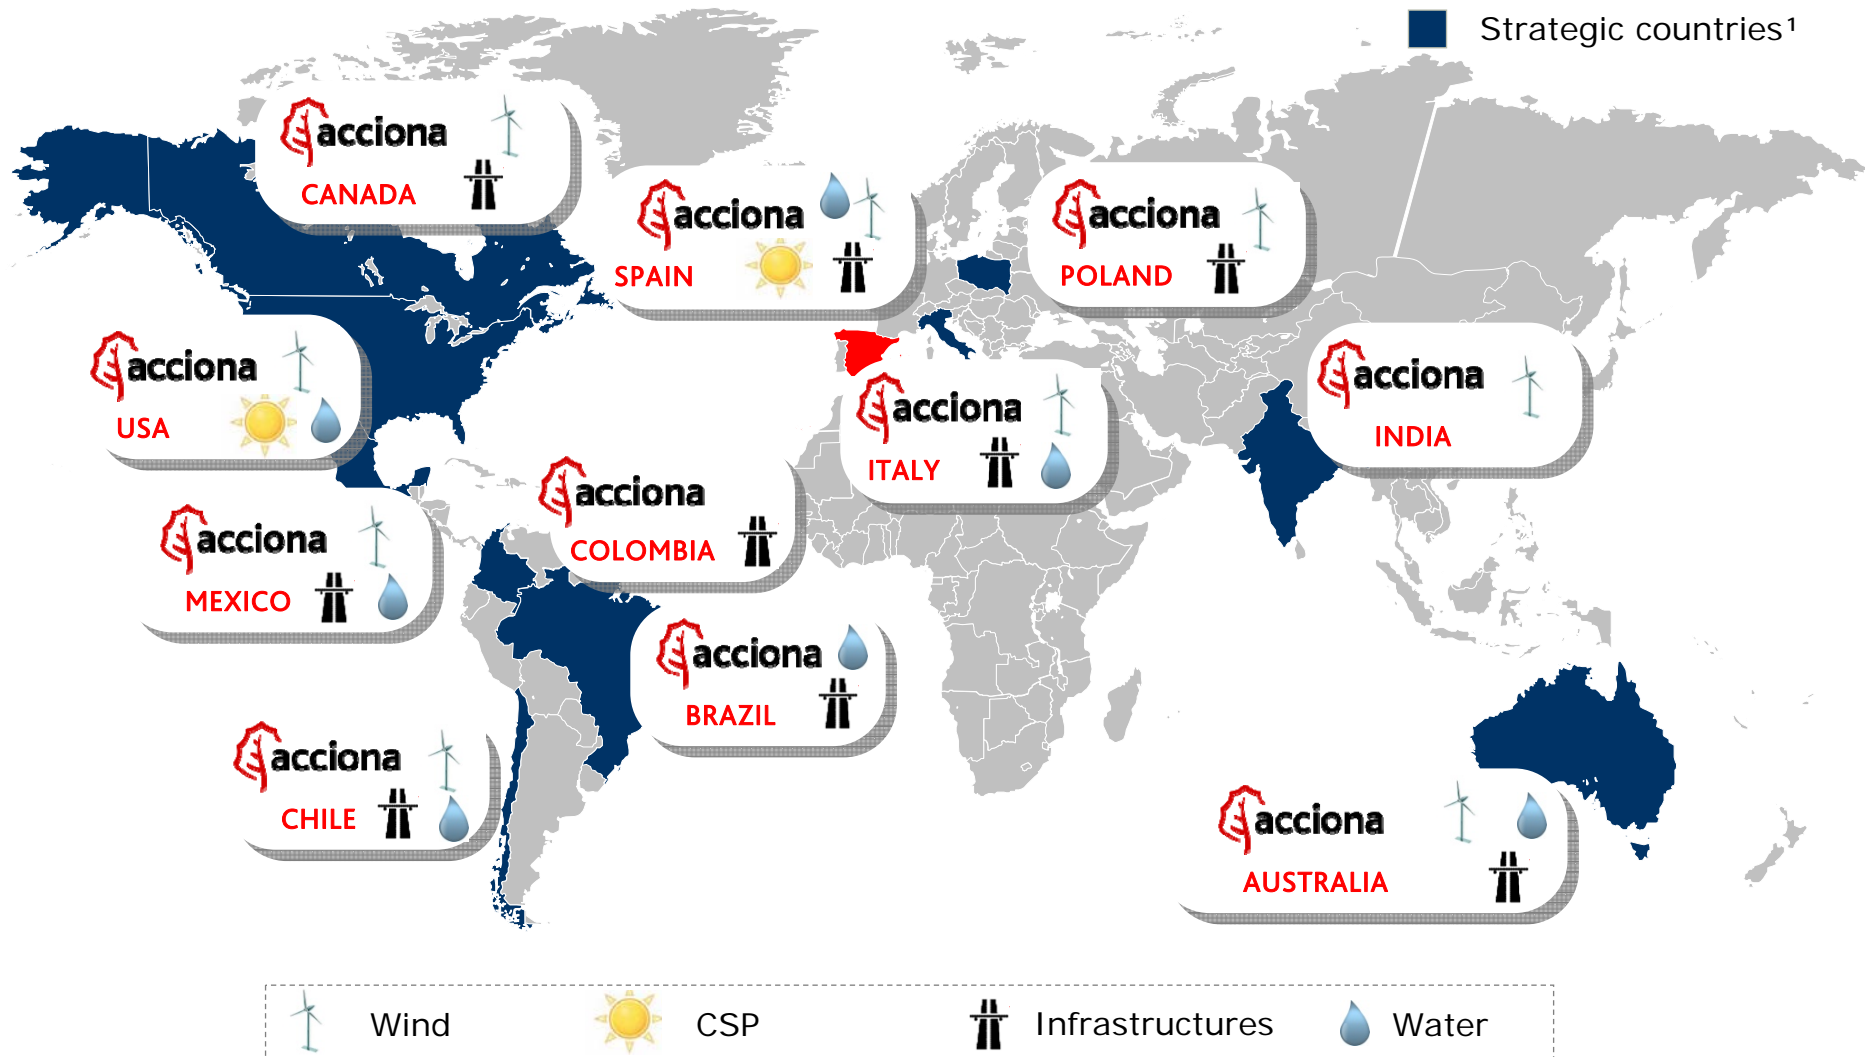 Strategic countries¹
acciona
CANADA
acciona
SPAIN
acciona
POLAND
acciona
USA
acciona
ITALY
acciona
INDIA
acciona
COLOMBIA
acciona
MEXICO
acciona
BRAZIL
acciona
CHILE
acciona
AUSTRALIA
Wind CSP Infrastructures Water